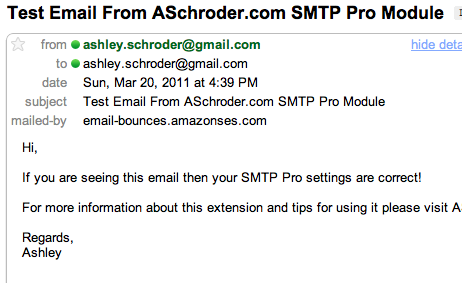 Test Email From ASchroder.com SMTP Pro Module
from ashley.schroder@gmail.com hide deta
to ashley.schroder@gmail.com
date Sun, Mar 20, 2011 at 4:39 PM
subject Test Email From ASchroder.com SMTP Pro Module
mailed-by email-bounces.amazonses.com
Hi,
If you are seeing this email then your SMTP Pro settings are correct!
For more information about this extension and tips for using it please visit A
Regards,
Ashley